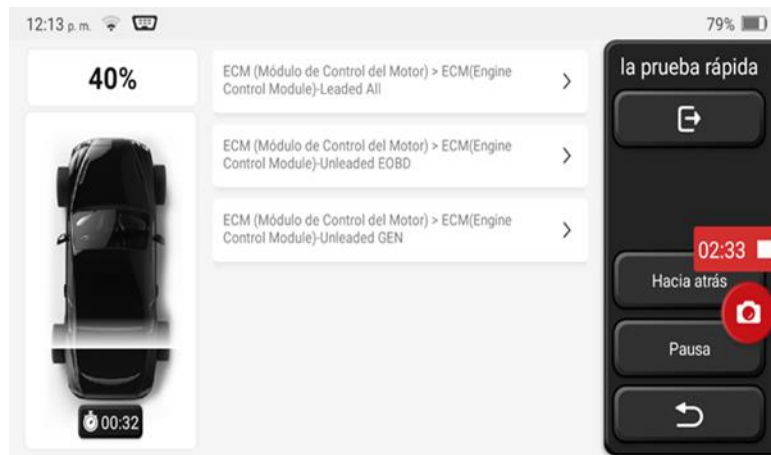 12:13 p. m.
79%
40%
ECM (Módulo de Control del Motor) > ECM(Engine
Control Module)-Leaded All
ECM (Módulo de Control del Motor) > ECM(Engine
Control Module)-Unleaded EOBD
ECM (Módulo de Control del Motor) > ECM(Engine
Control Module)-Unleaded GEN
00:32
la prueba rápida
02:33
Hacia atrás
Pausa